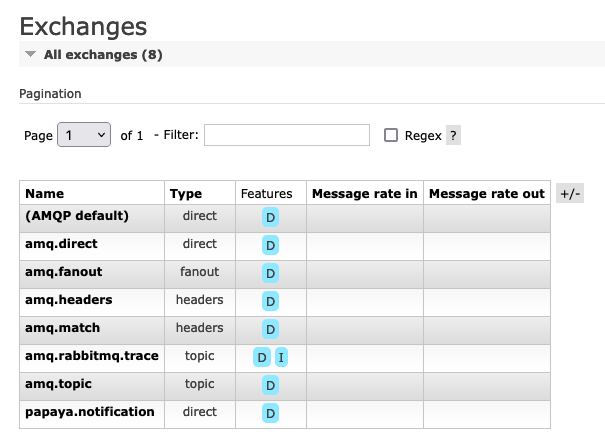 Exchanges
All exchanges (8)
Pagination
Page 1 of 1 - Filter: Regex ?
Name Type Features Message rate in Message rate out +/-
(AMQP default) direct D
amq.direct direct D
amq.fanout fanout D
amq.headers headers D
amq.match headers D
amq.rabbitmq.trace topic D I
amq.topic topic D
papaya.notification direct D